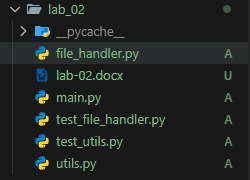 lab_02
__pycache__
file_handler.py A
lab-02.docx U
main.py A
test_file_handler.py A
test_utils.py A
utils.py A